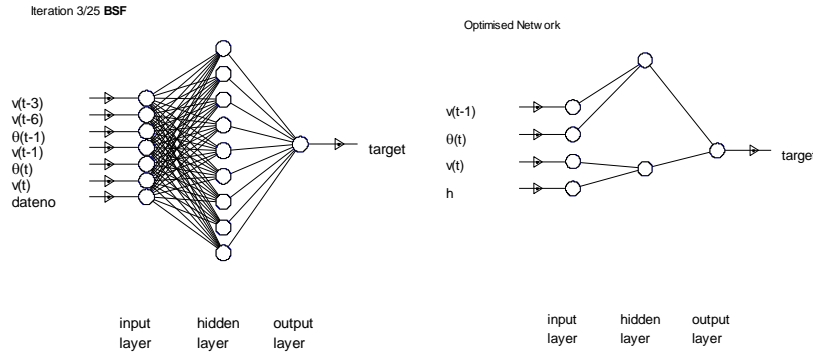 Iteration 3/25 BSF
v(t-3)
v(t-6)
θ(t-1)
v(t-1)
θ(t)
v(t)
dateno
target
input
layer
hidden
layer
output
layer
Optimised Network
v(t-1)
θ(t)
v(t)
h
target
input
layer
hidden
layer
output
layer